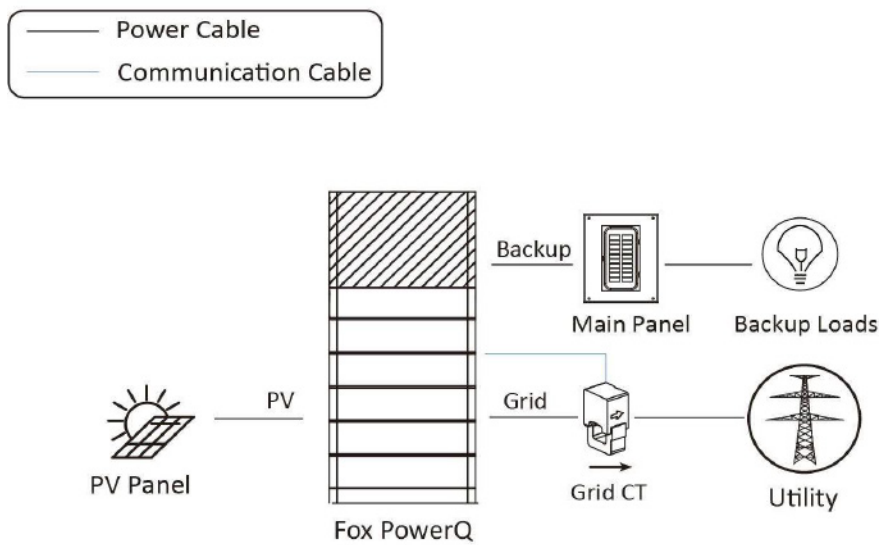 Power Cable
Communication Cable
Backup
Main Panel
Backup Loads
PV
Grid
PV Panel
Grid CT
Utility
Fox PowerQ